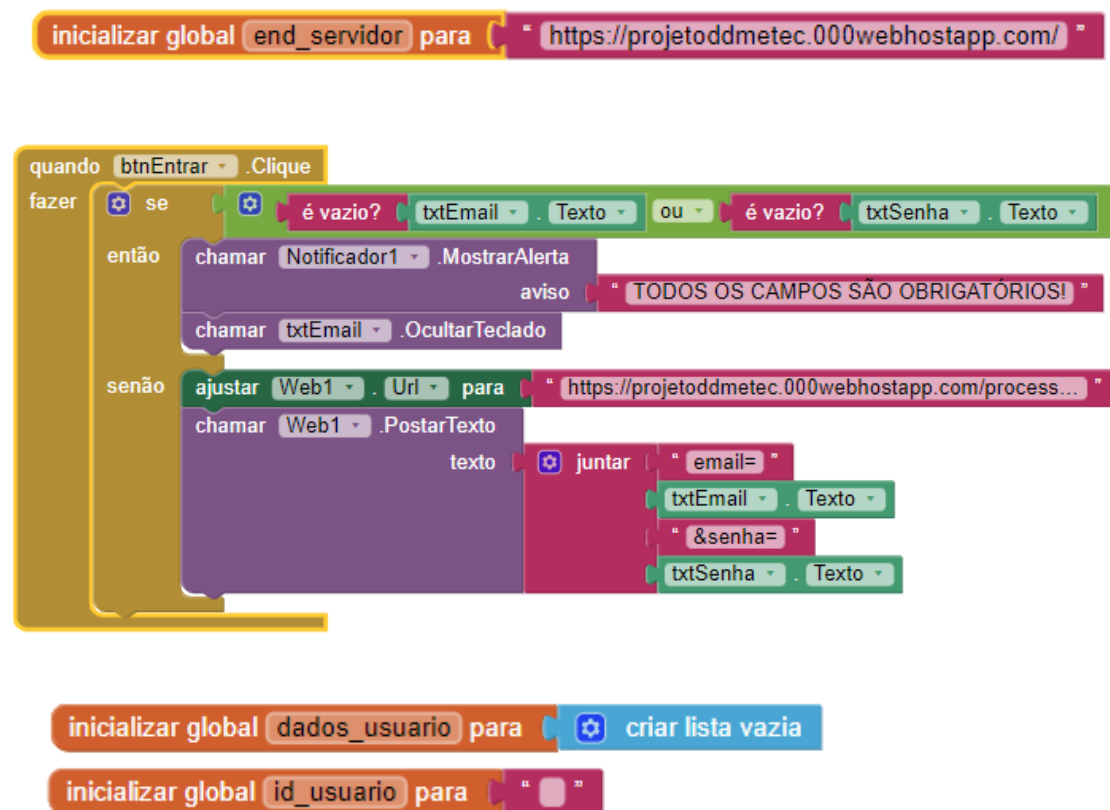 inicializar global end_servidor para " https://projetoddmetec.000webhostapp.com/ "
quando btnEntrar .Clique
fazer se é vazio? txtEmail . Texto ou é vazio? txtSenha . Texto
então chamar Notificador1 .MostrarAlerta
aviso " TODOS OS CAMPOS SÃO OBRIGATÓRIOS! "
chamar txtEmail .OcultarTeclado
senão ajustar Web1 . Url para " https://projetoddmetec.000webhostapp.com/process... "
chamar Web1 .PostarTexto
texto juntar " email= "
txtEmail . Texto
" &senha= "
txtSenha . Texto
inicializar global dados_usuario para criar lista vazia
inicializar global id_usuario para " "